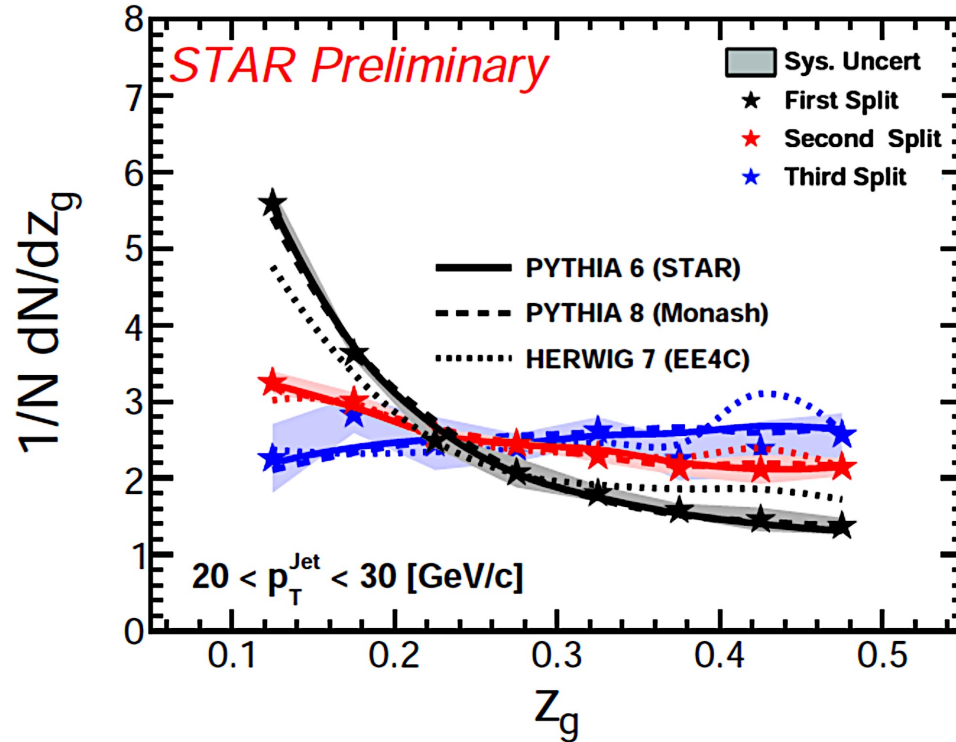 STAR Preliminary
Sys. Uncert
First Split
Second Split
Third Split
PYTHIA 6 (STAR)
PYTHIA 8 (Monash)
HERWIG 7 (EE4C)
20 < p_T^Jet < 30 [GeV/c]
1/N dN/dz_g
8
7
6
5
4
3
2
1
0
0.1 0.2 0.3 0.4 0.5
z_g